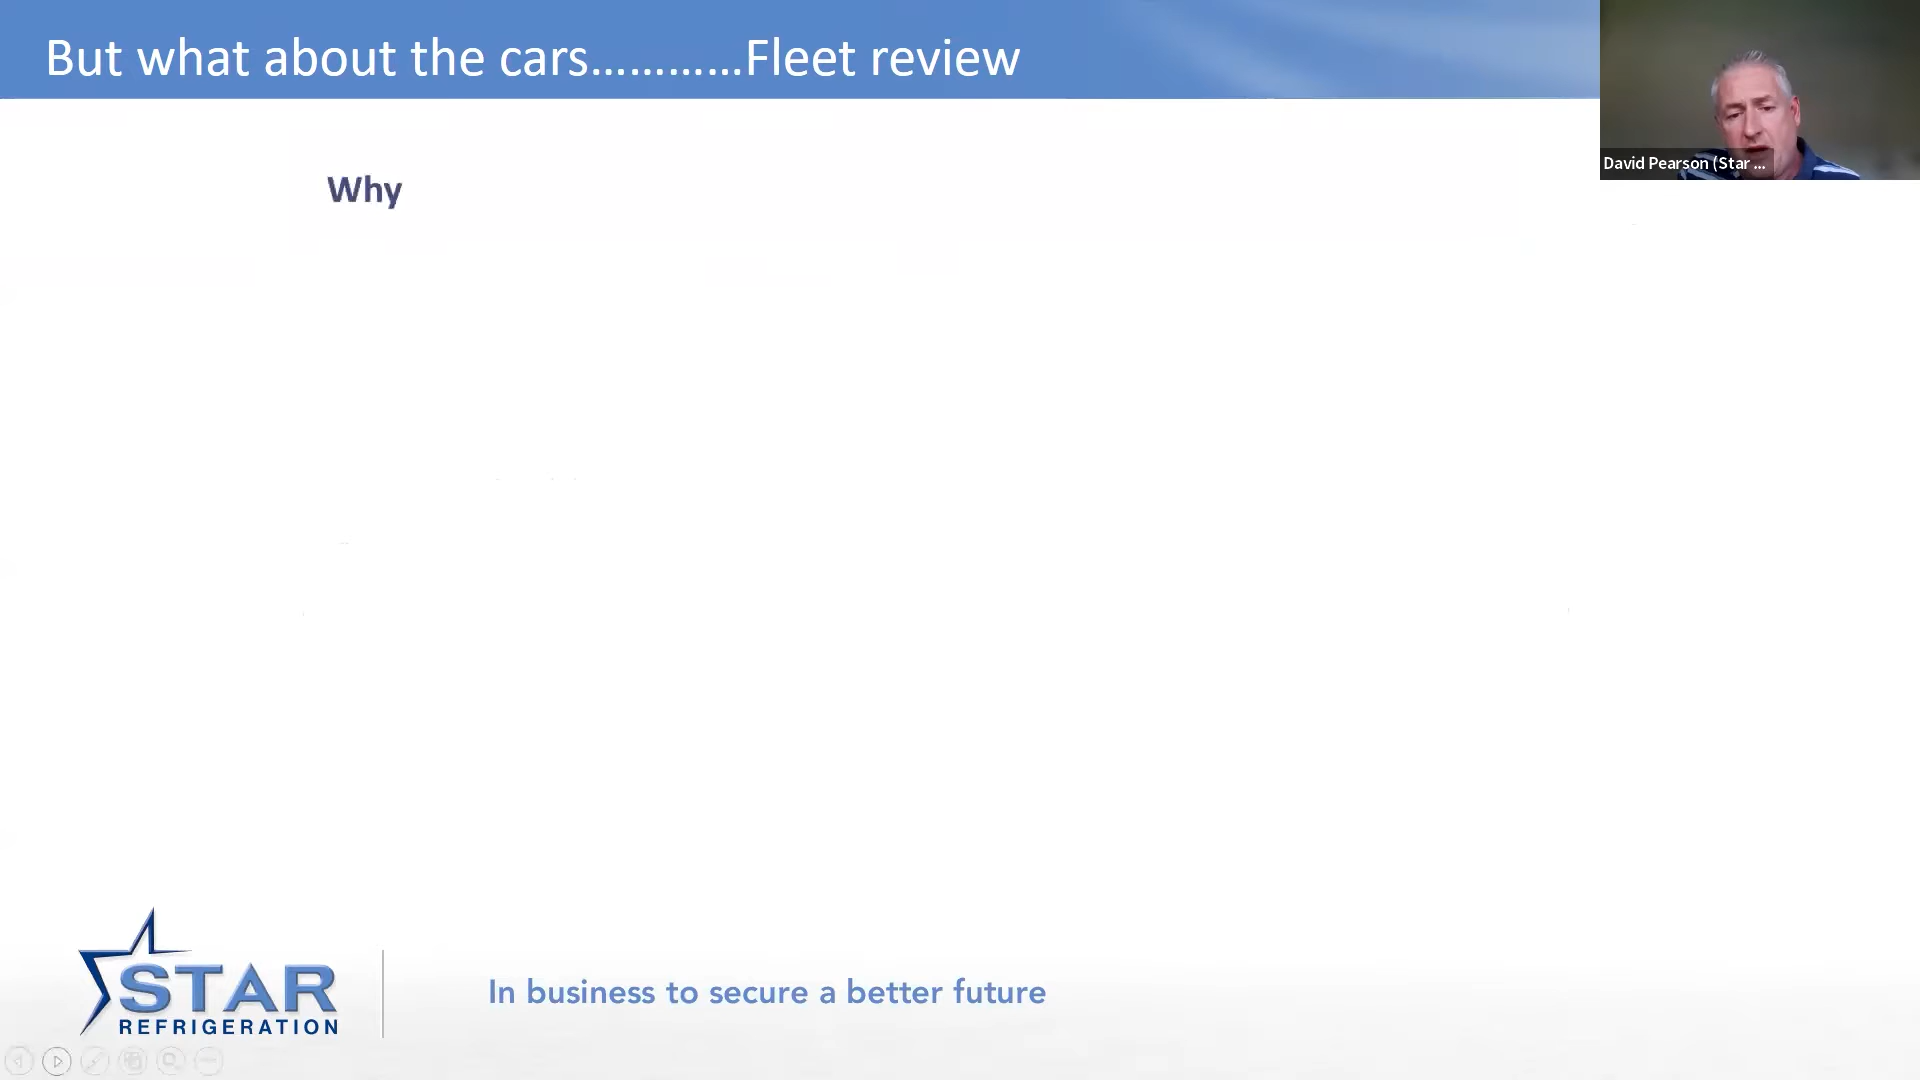 But what about the cars…………Fleet review
David Pearson (Star ...
Why
STAR
REFRIGERATION
In business to secure a better future